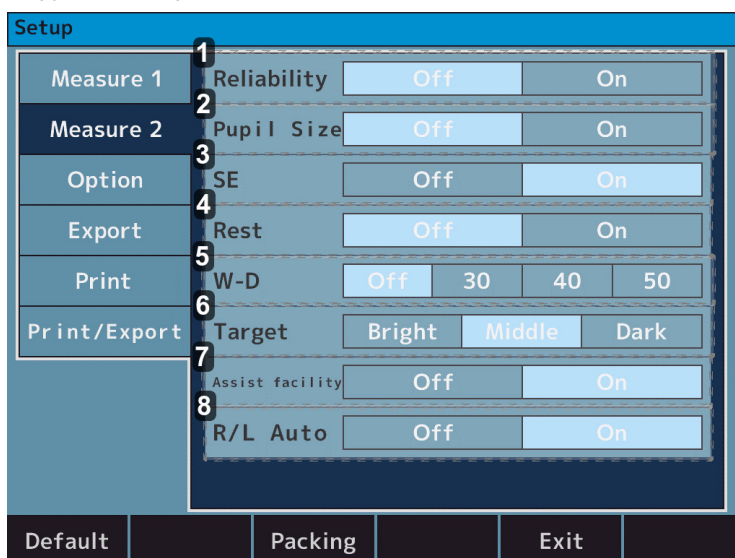 Setup
Measure 1
Measure 2
Option
Export
Print
Print/Export
1
Reliability Off On
2
Pupil Size Off On
3
SE Off On
4
Rest Off On
5
W-D Off 30 40 50
6
Target Bright Middle Dark
7
Assist facility Off On
8
R/L Auto Off On
Default Packing Exit